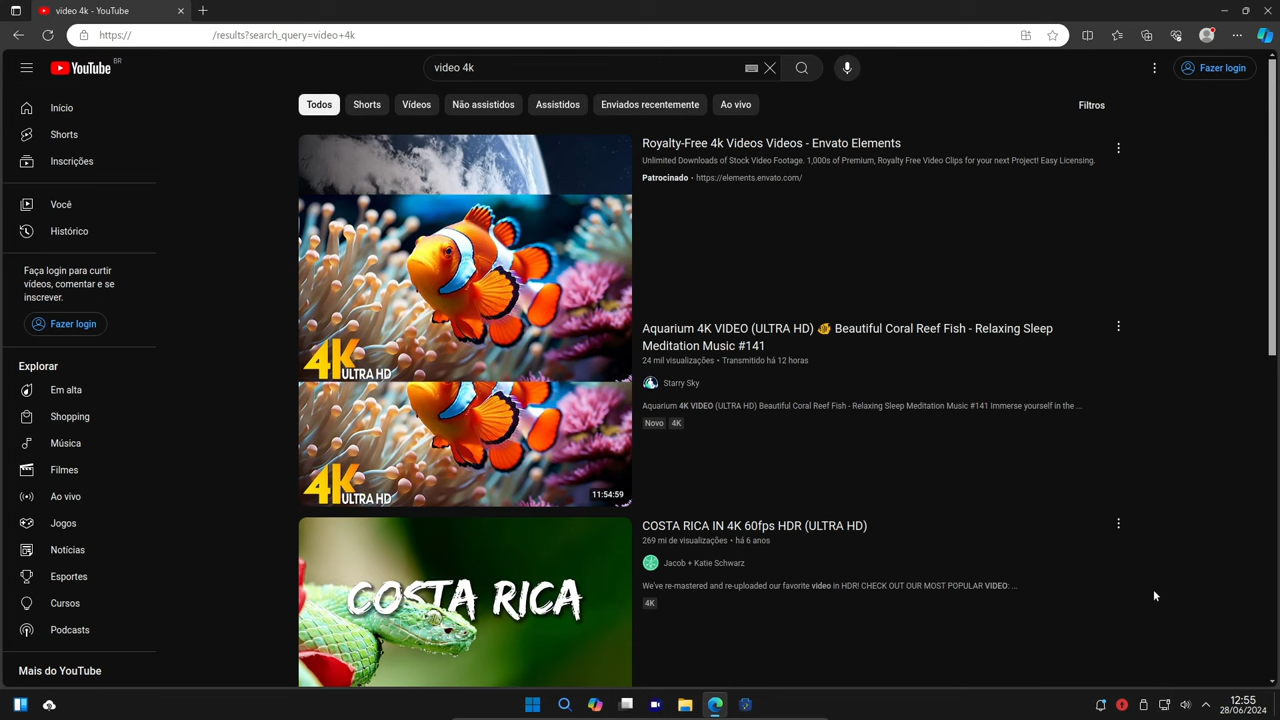 video 4k - YouTube
https://
/results?search_query=video+4k
YouTube BR
video 4k
Fazer login
Todos
Shorts
Vídeos
Não assistidos
Assistidos
Enviados recentemente
Ao vivo
Filtros
Início
Shorts
Inscrições
Você
Histórico
Faça login para curtir
vídeos, comentar e se
inscrever.
Fazer login
Explorar
Em alta
Shopping
Música
Filmes
Ao vivo
Jogos
Notícias
Esportes
Cursos
Podcasts
Mais do YouTube
Royalty-Free 4k Videos Videos - Envato Elements
Unlimited Downloads of Stock Video Footage. 1,000s of Premium, Royalty Free Video Clips for your next Project! Easy Licensing.
Patrocinado • https://elements.envato.com/
4K ULTRA HD
4K ULTRA HD
11:54:59
Aquarium 4K VIDEO (ULTRA HD) 🐠 Beautiful Coral Reef Fish - Relaxing Sleep
Meditation Music #141
24 mil visualizações • Transmitido há 12 horas
Starry Sky
Aquarium 4K VIDEO (ULTRA HD) Beautiful Coral Reef Fish - Relaxing Sleep Meditation Music #141 Immerse yourself in the ...
Novo 4K
COSTA RICA
COSTA RICA IN 4K 60fps HDR (ULTRA HD)
269 mi de visualizações • há 6 anos
Jacob + Katie Schwarz
We've re-mastered and re-uploaded our favorite video in HDR! CHECK OUT OUR MOST POPULAR VIDEO: ...
4K
12:55
28/06/2024